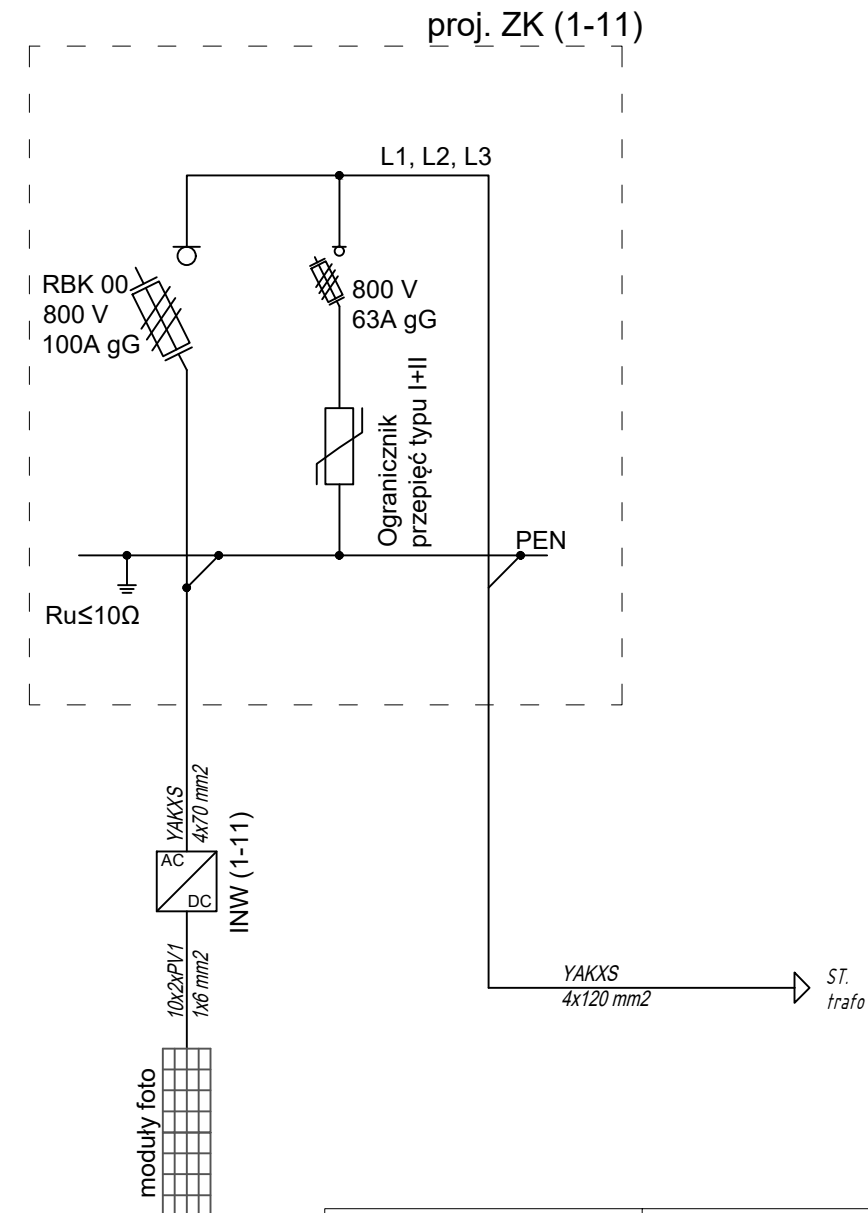 proj. ZK (1-11)
L1, L2, L3
RBK 00
800 V
100A gG
800 V
63A gG
Ogranicznik
przepięć typu I+II
PEN
Ru≤10Ω
YAKXS
4x70 mm2
AC
DC
INW (1-11)
10x2xPV1
1x6 mm2
YAKXS
4x120 mm2
ST.
trafo
moduły foto